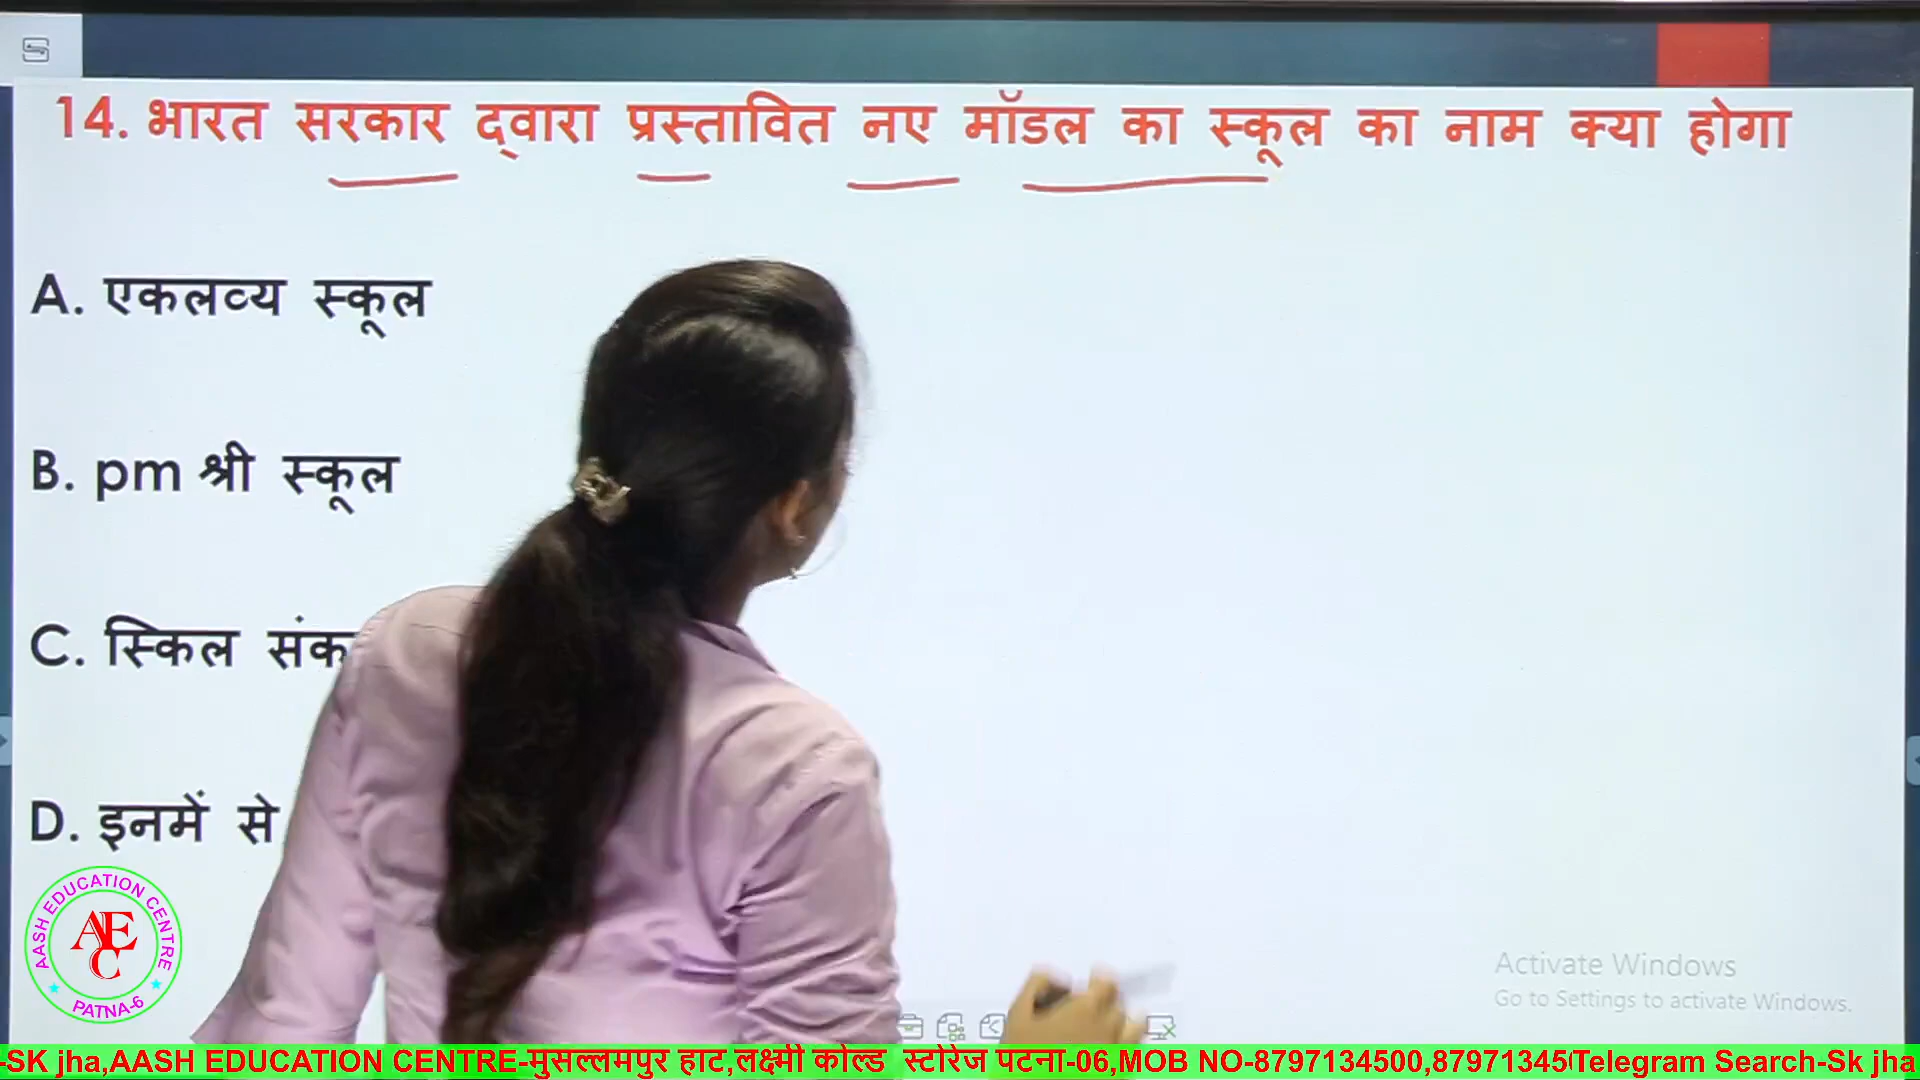 14. भारत सरकार द्वारा प्रस्तावित नए मॉडल का स्कूल का नाम क्या होगा
A. एकलव्य स्कूल
B. pm श्री स्कूल
C. स्किल
D. इनमें से
AASH EDUCATION CENTRE
AEC
PATNA-6
Activate Windows
Go to Settings to activate Windows.
-SK jha,AASH EDUCATION CENTRE-मुसल्लमपुर हाट,लक्ष्मी कोल्ड स्टोरेज पटना-06,MOB NO-8797134500,87971345 Telegram Search-Sk jha